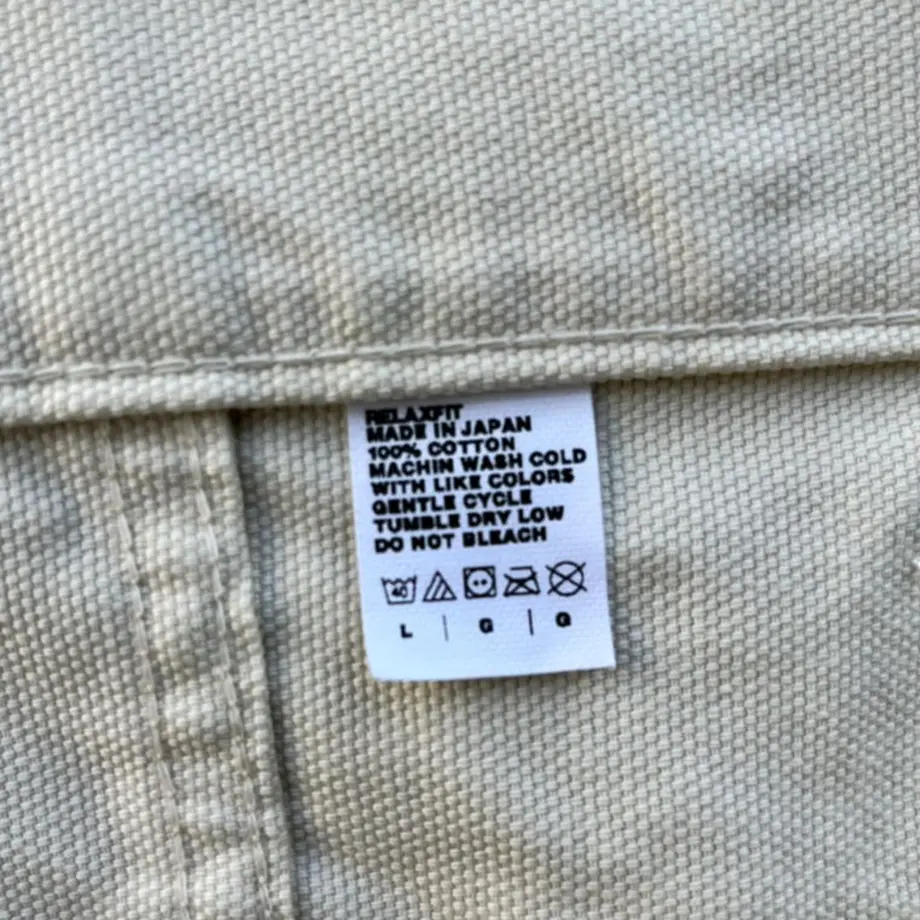 RELAXFIT
MADE IN JAPAN
100% COTTON
MACHIN WASH COLD
WITH LIKE COLORS
GENTLE CYCLE
TUMBLE DRY LOW
DO NOT BLEACH
40
L | G | G